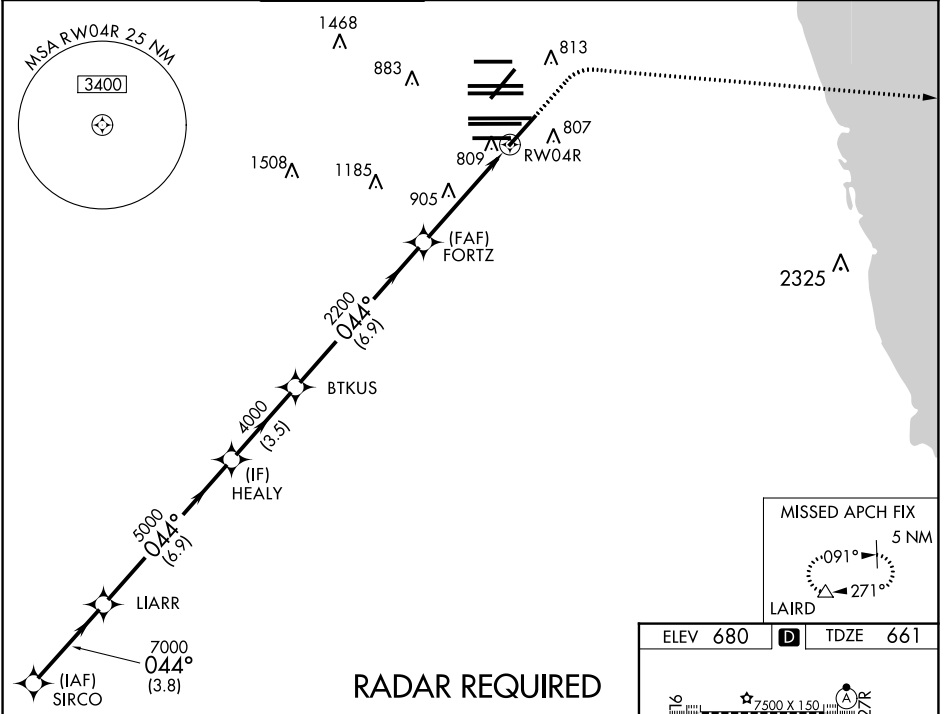 MSA RW04R 25 NM
3400
1468
883
813
807
809
RW04R
1508
1185
905
(FAF)
FORTZ
2325
2200
044°
(6.9)
BTKUS
4000
(3.5)
(IF)
HEALY
5000
044°
(6.9)
LIARR
7000
044°
(3.8)
(IAF)
SIRCO
RADAR REQUIRED
MISSED APCH FIX
5 NM
091°
271°
LAIRD
ELEV 680 D TDZE 661
9L
7500 X 150
A
27R